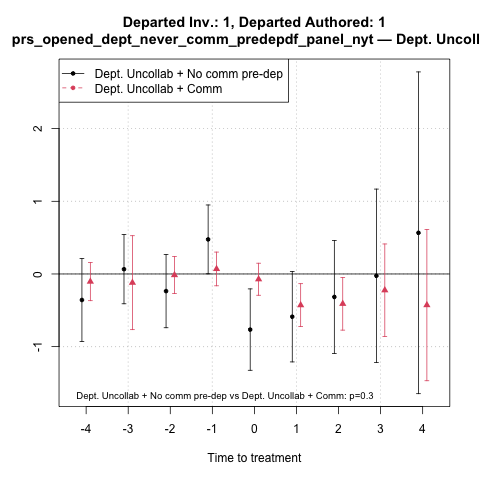 Departed Inv.: 1, Departed Authored: 1
prs_opened_dept_never_comm_predepdf_panel_nyt — Dept. Uncoll
Dept. Uncollab + No comm pre-dep
Dept. Uncollab + Comm
2
1
0
-1
Dept. Uncollab + No comm pre-dep vs Dept. Uncollab + Comm: p=0.3
-4 -3 -2 -1 0 1 2 3 4
Time to treatment